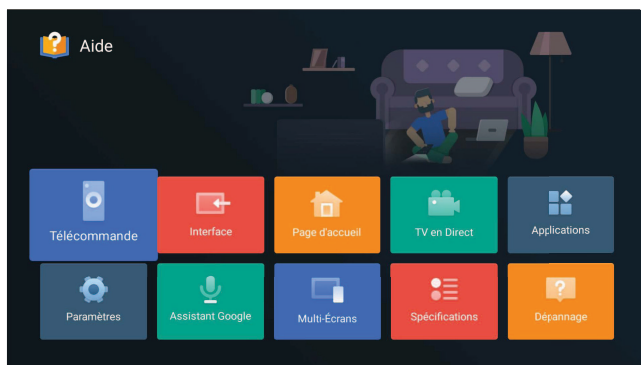 Aide
Télécommande
Interface
Page d'accueil
TV en Direct
Applications
Paramètres
Assistant Google
Multi-Écrans
Spécifications
Dépannage